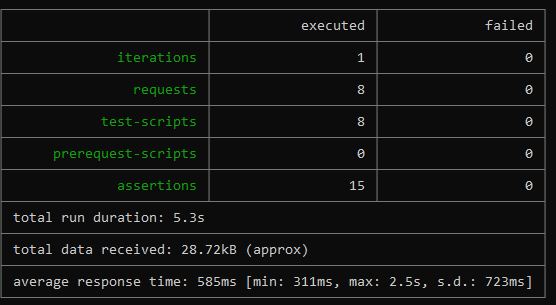 executed failed
iterations 1 0
requests 8 0
test-scripts 8 0
prerequest-scripts 0 0
assertions 15 0
total run duration: 5.3s
total data received: 28.72kB (approx)
average response time: 585ms [min: 311ms, max: 2.5s, s.d.: 723ms]